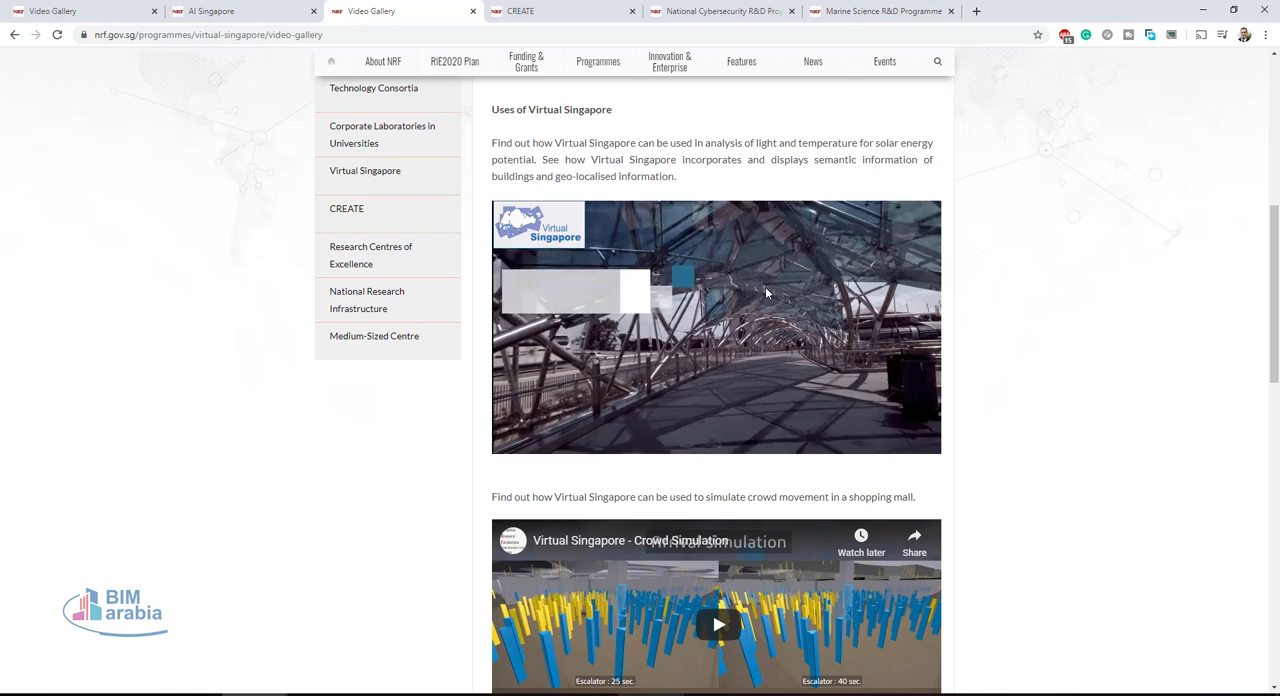 Video Gallery
AI Singapore
Video Gallery
CREATE
National Cybersecurity R&D Prog
Marine Science R&D Programme
nrf.gov.sg/programmes/virtual-singapore/video-gallery
15
About NRF
RIE2020 Plan
Funding &
Grants
Programmes
Innovation &
Enterprise
Features
News
Events
Technology Consortia
Corporate Laboratories in
Universities
Virtual Singapore
CREATE
Research Centres of
Excellence
National Research
Infrastructure
Medium-Sized Centre
Uses of Virtual Singapore
Find out how Virtual Singapore can be used in analysis of light and temperature for solar energy
potential. See how Virtual Singapore incorporates and displays semantic information of
buildings and geo-localised information.
Virtual
Singapore
Find out how Virtual Singapore can be used to simulate crowd movement in a shopping mall.
Virtual Singapore - Crowd Simulation
Watch later
Share
Escalator : 25 sec.
Escalator : 40 sec.
BIM
arabia